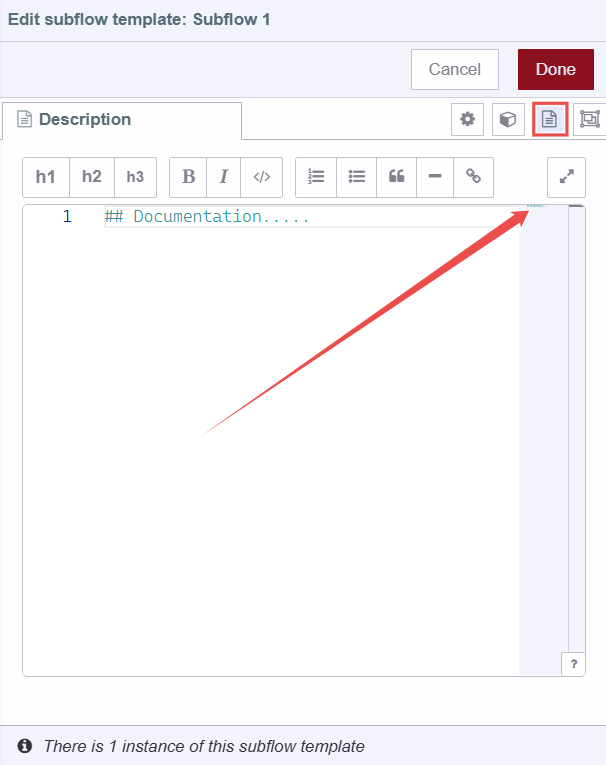 Edit subflow template: Subflow 1
Cancel
Done
Description
h1 h2 h3 B I </>
1 ## Documentation.....
?
There is 1 instance of this subflow template